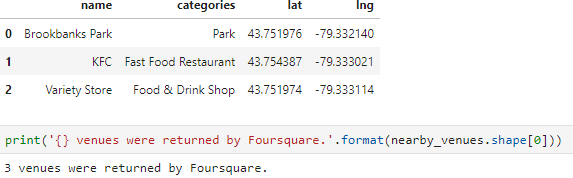 name categories lat lng
0 Brookbanks Park Park 43.751976 -79.332140
1 KFC Fast Food Restaurant 43.754387 -79.333021
2 Variety Store Food & Drink Shop 43.751974 -79.333114
print('{} venues were returned by Foursquare.'.format(nearby_venues.shape[0]))
3 venues were returned by Foursquare.